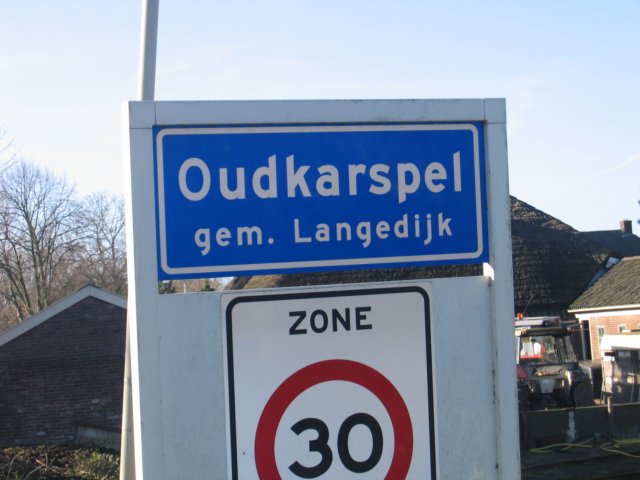 Oudkarspel
gem. Langedijk
ZONE
30